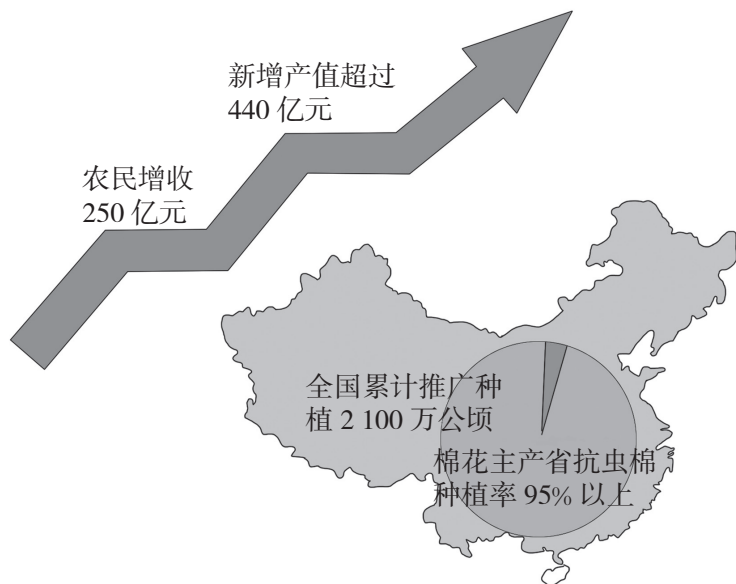 新增产值超过
440 亿元
农民增收
250 亿元
全国累计推广种
植 2 100 万公顷
棉花主产省抗虫棉
种植率 95% 以上